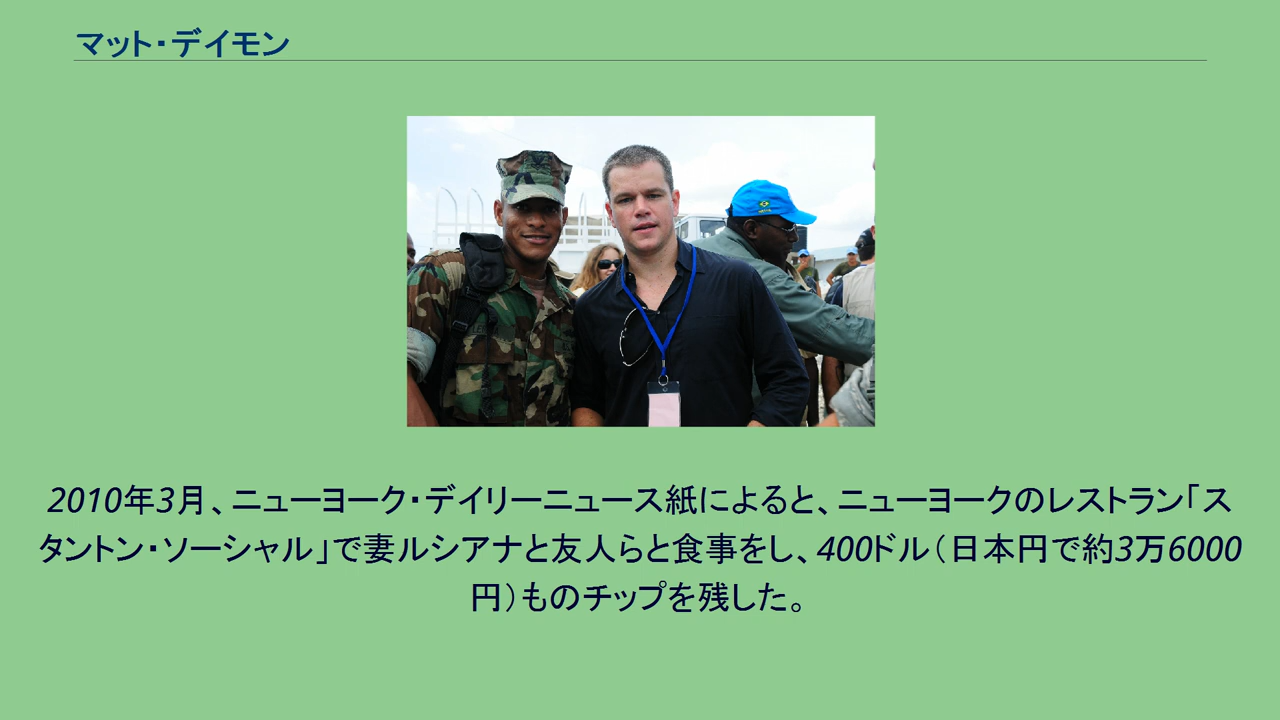 マット・デイモン
2010年3月、ニューヨーク・デイリーニュース紙によると、ニューヨークのレストラン「ス
タントン・ソーシャル」で妻ルシアナと友人らと食事をし、400ドル（日本円で約3万6000
円）ものチップを残した。